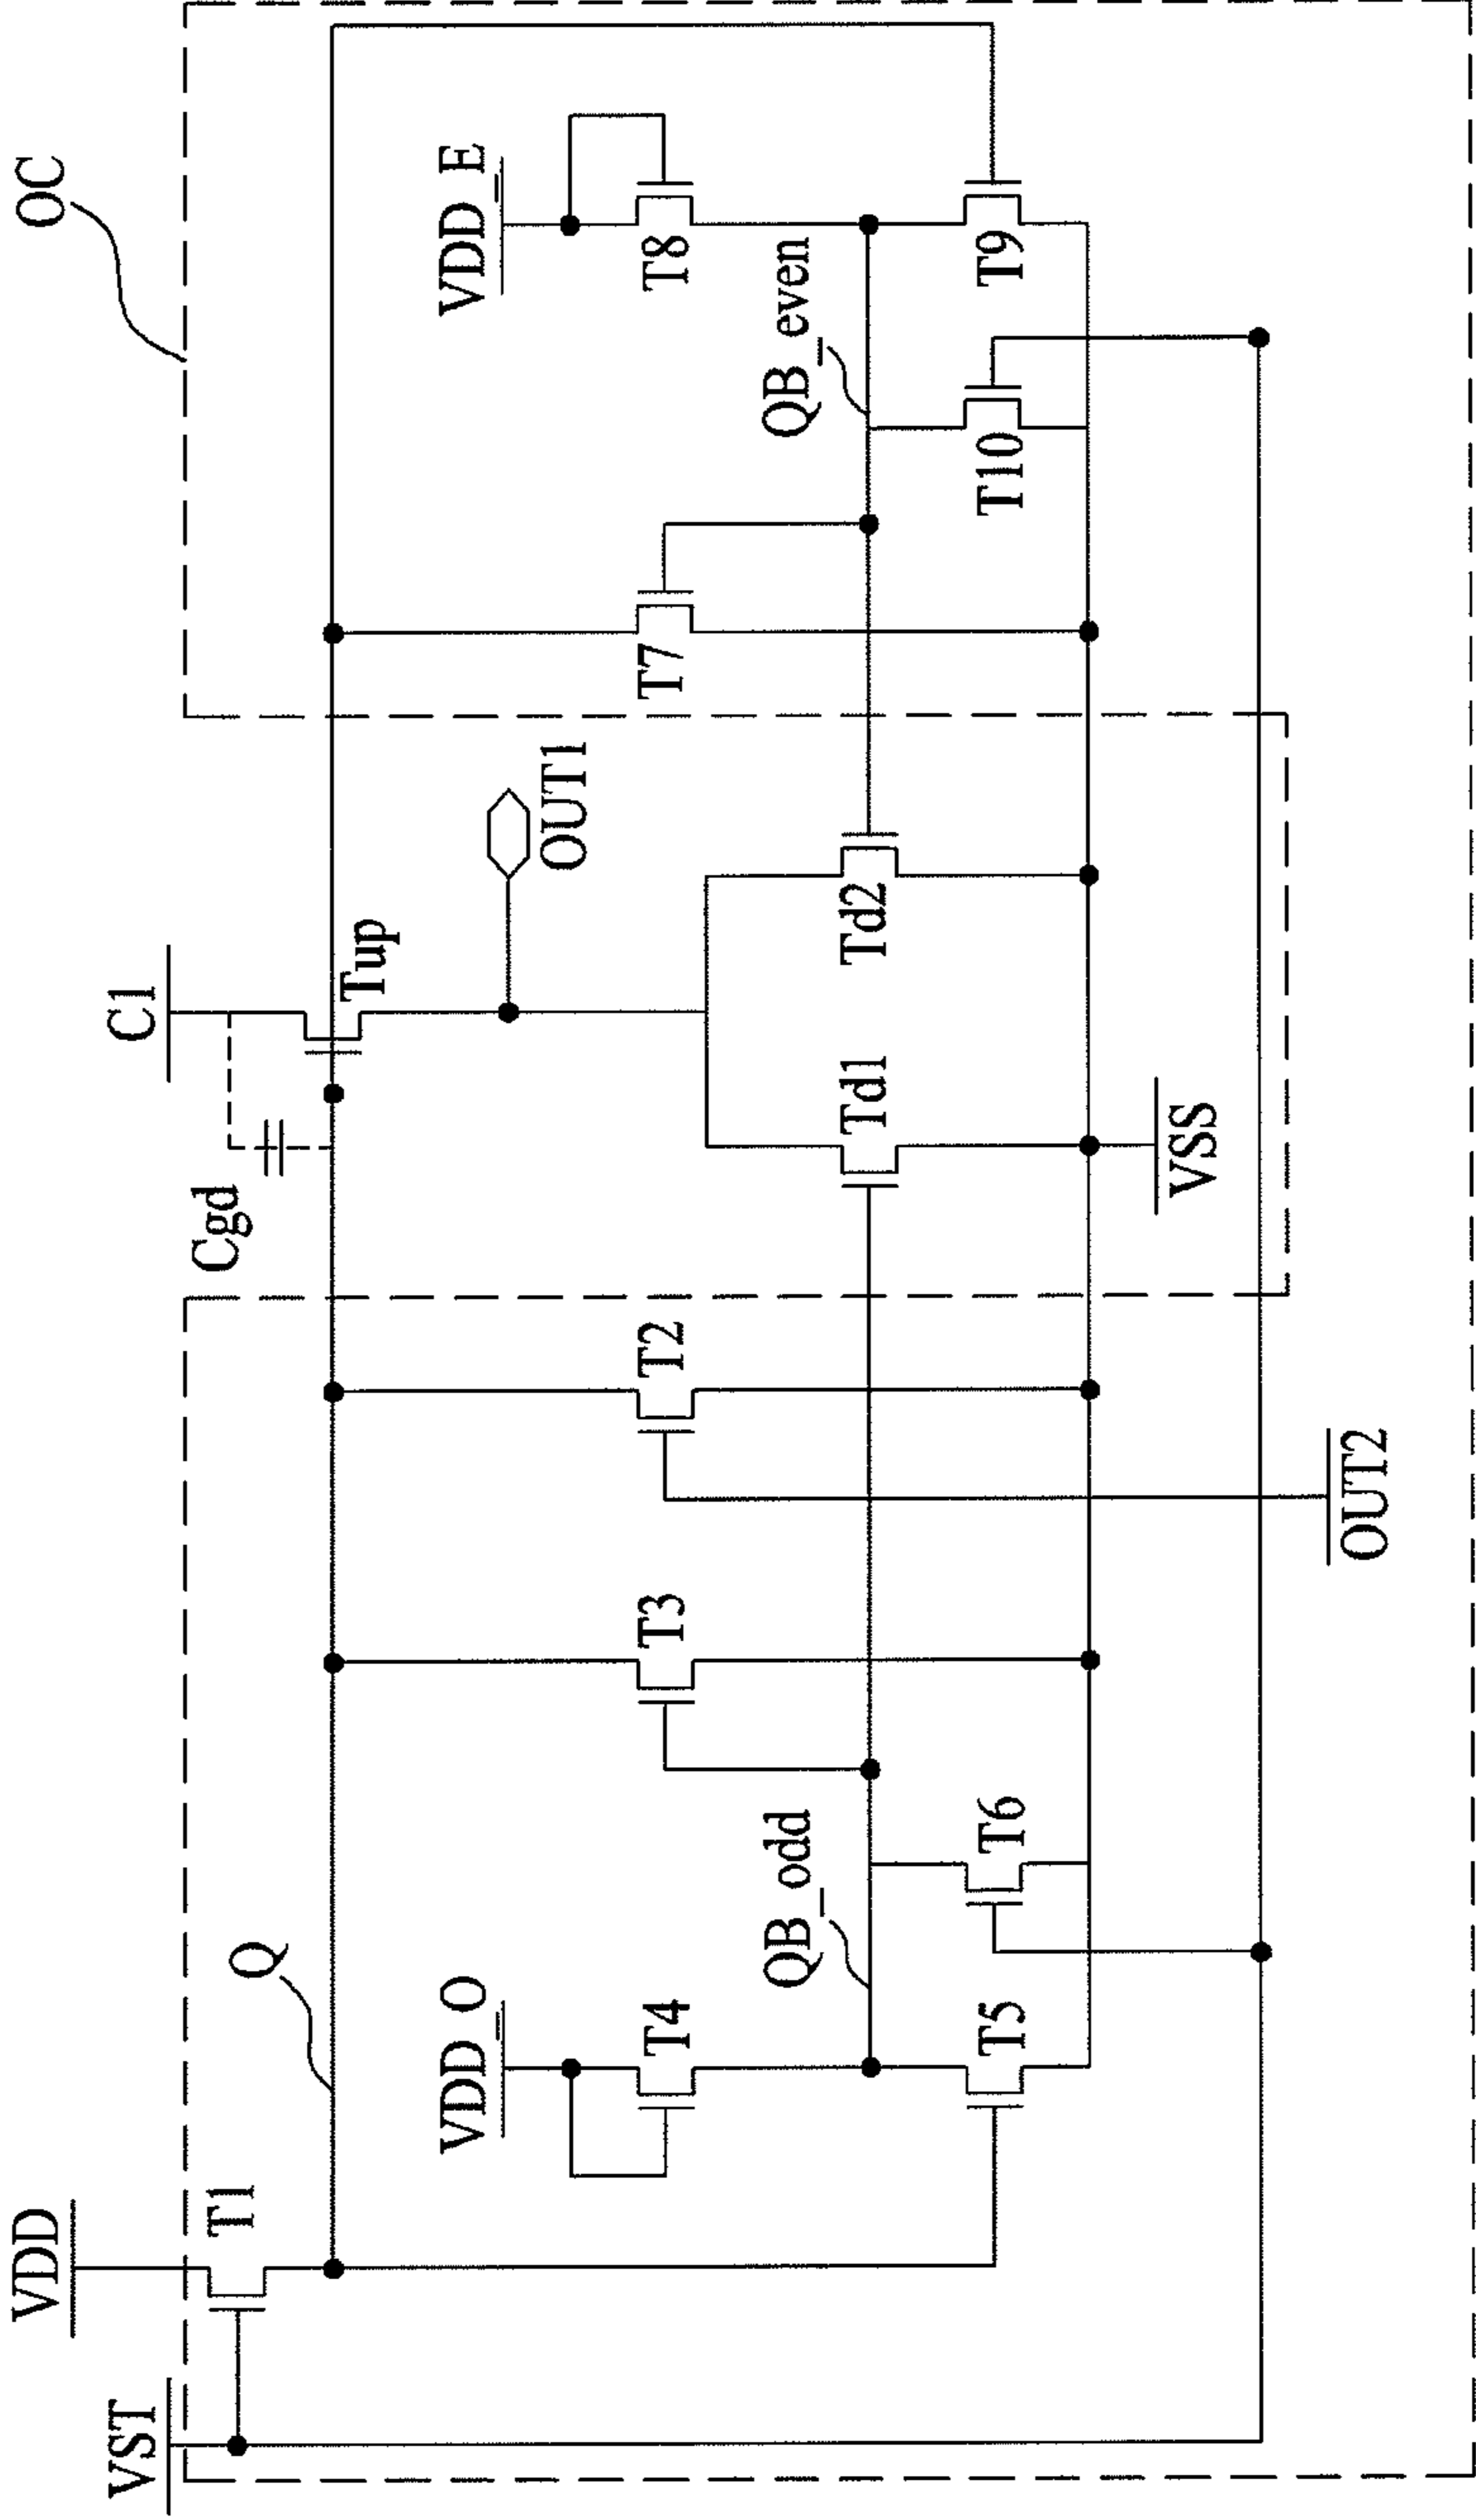 OC
VDD
VST
T1
Q
C1
Cgd
Tup
VDD_O
VDD_E
T4
T3
T2
OUT1
T7
T8
QB_odd
QB_even
Td1
Td2
T5
T6
T10
T9
VSS
OUT2